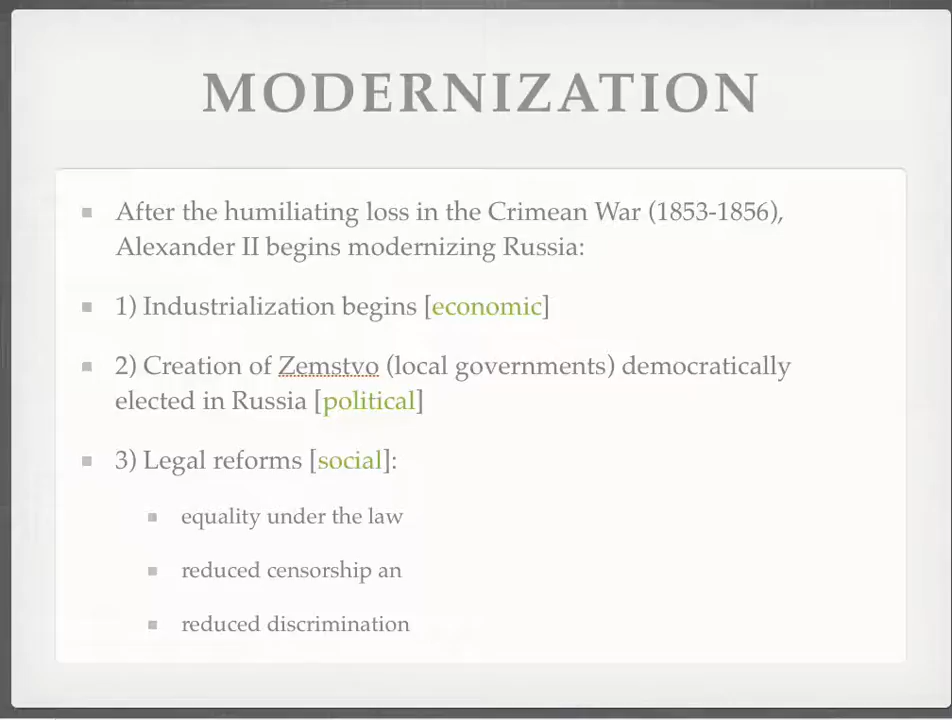 MODERNIZATION
After the humiliating loss in the Crimean War (1853-1856),
Alexander II begins modernizing Russia:
1) Industrialization begins [economic]
2) Creation of Zemstvo (local governments) democratically
elected in Russia [political]
3) Legal reforms [social]:
equality under the law
reduced censorship an
reduced discrimination